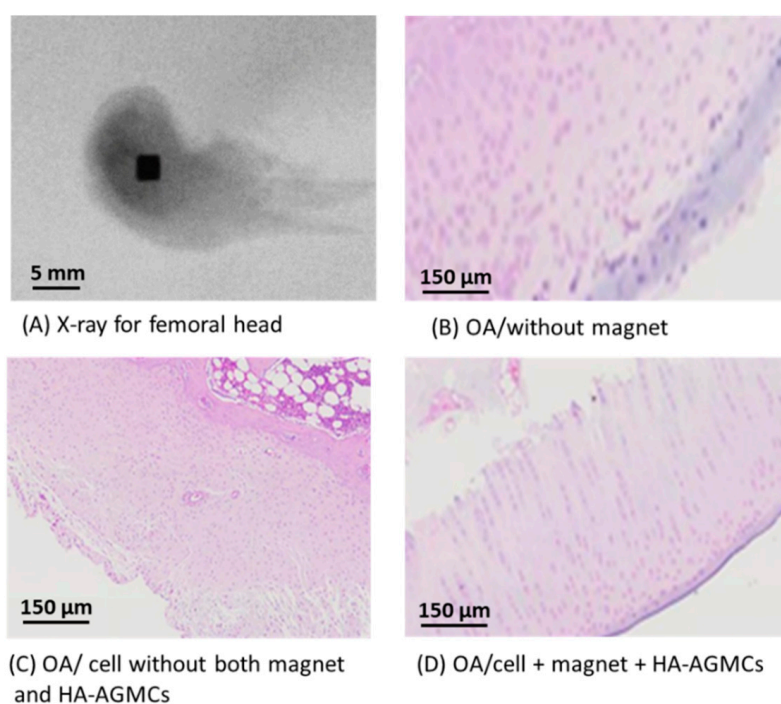 5 mm
150 μm
(A) X-ray for femoral head
(B) OA/without magnet
150 μm
150 μm
(C) OA/ cell without both magnet
and HA-AGMCs
(D) OA/cell + magnet + HA-AGMCs